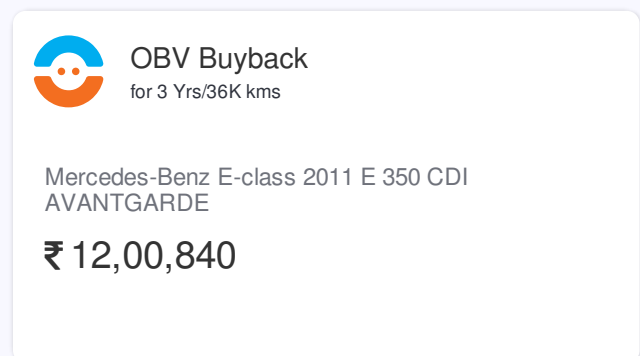 OBV Buyback
for 3 Yrs/36K kms
Mercedes-Benz E-class 2011 E 350 CDI
AVANTGARDE
₹ 12,00,840